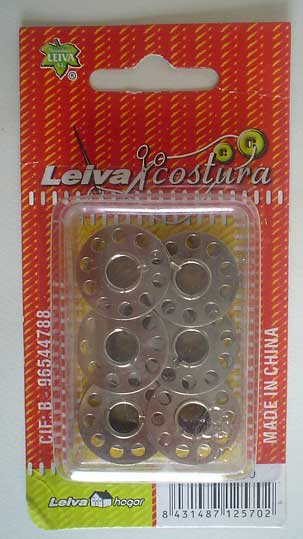 LEIVA
S.L.
Leiva costura
CIF: B - 96544788
MADE IN CHINA
Leiva hogar
8 431487 125702